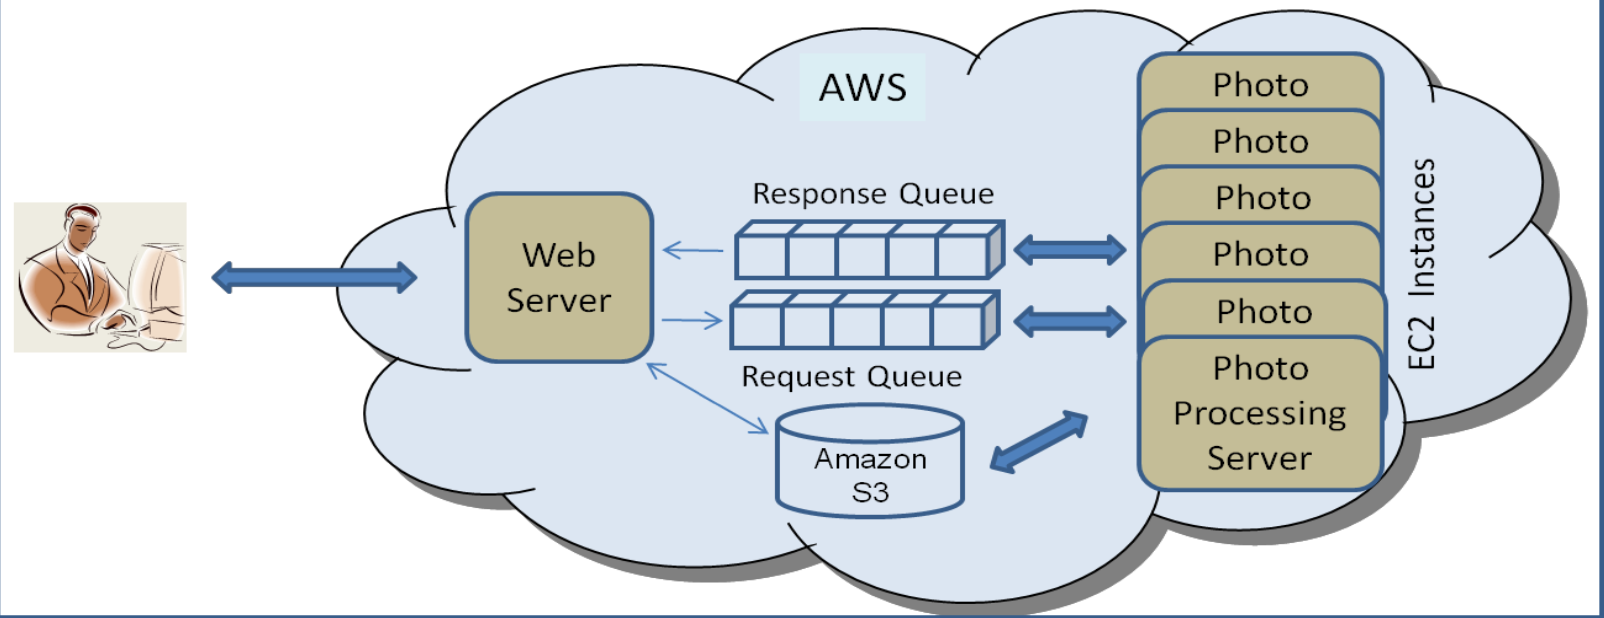 AWS
Response Queue
Web
Server
Request Queue
Amazon
S3
Photo
Photo
Photo
Photo
Photo
Photo
Processing
Server
EC2 Instances